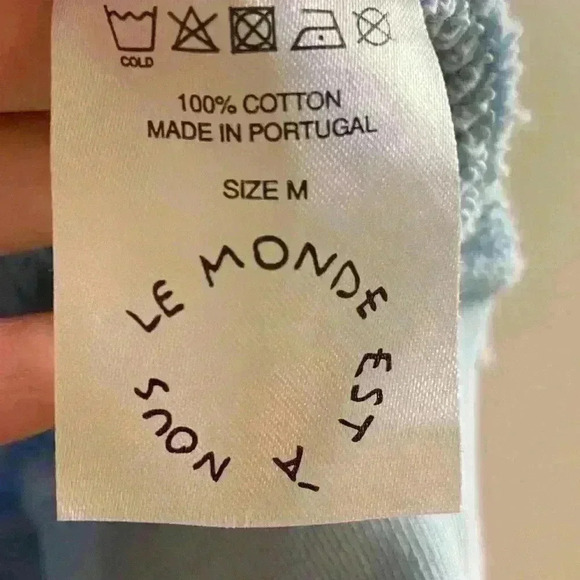 COLD
100% COTTON
MADE IN PORTUGAL
SIZE M
LE MONDE EST À NOUS